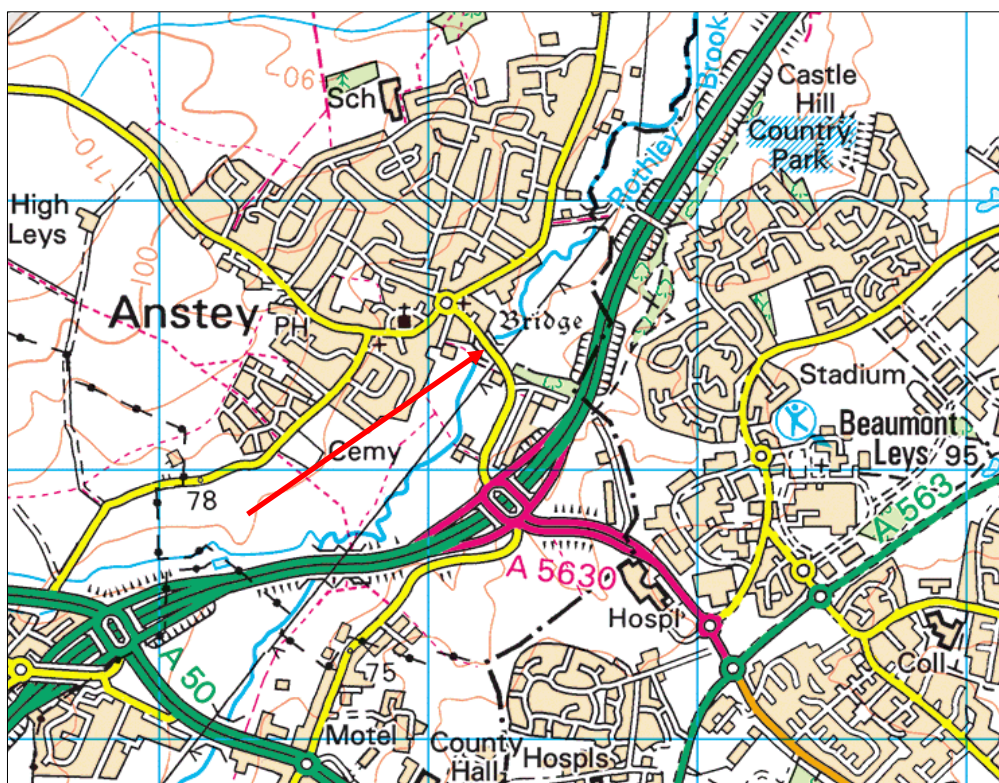 Castle
Hill
Country
Park
Brook
Rothley
Sch
90
110
High
Leys
100
Anstey
PH
Bridge
Stadium
Beaumont
Leys
95
Cemy
78
A 563
A 5630
Hospl
75
A 50
Coll
Motel
County
Hall
Hospls